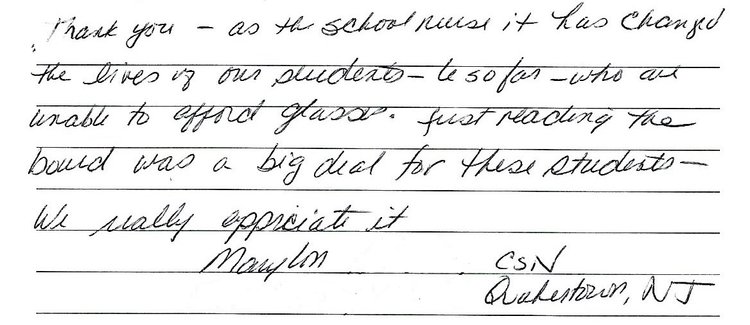 Thank you – as the school nurse it has changed
the lives of our students – 6 so far – who are
unable to afford glasses. Just reading the
board was a big deal for these students –
We really appriciate it
Marylin CSN
Quakertown, NJ